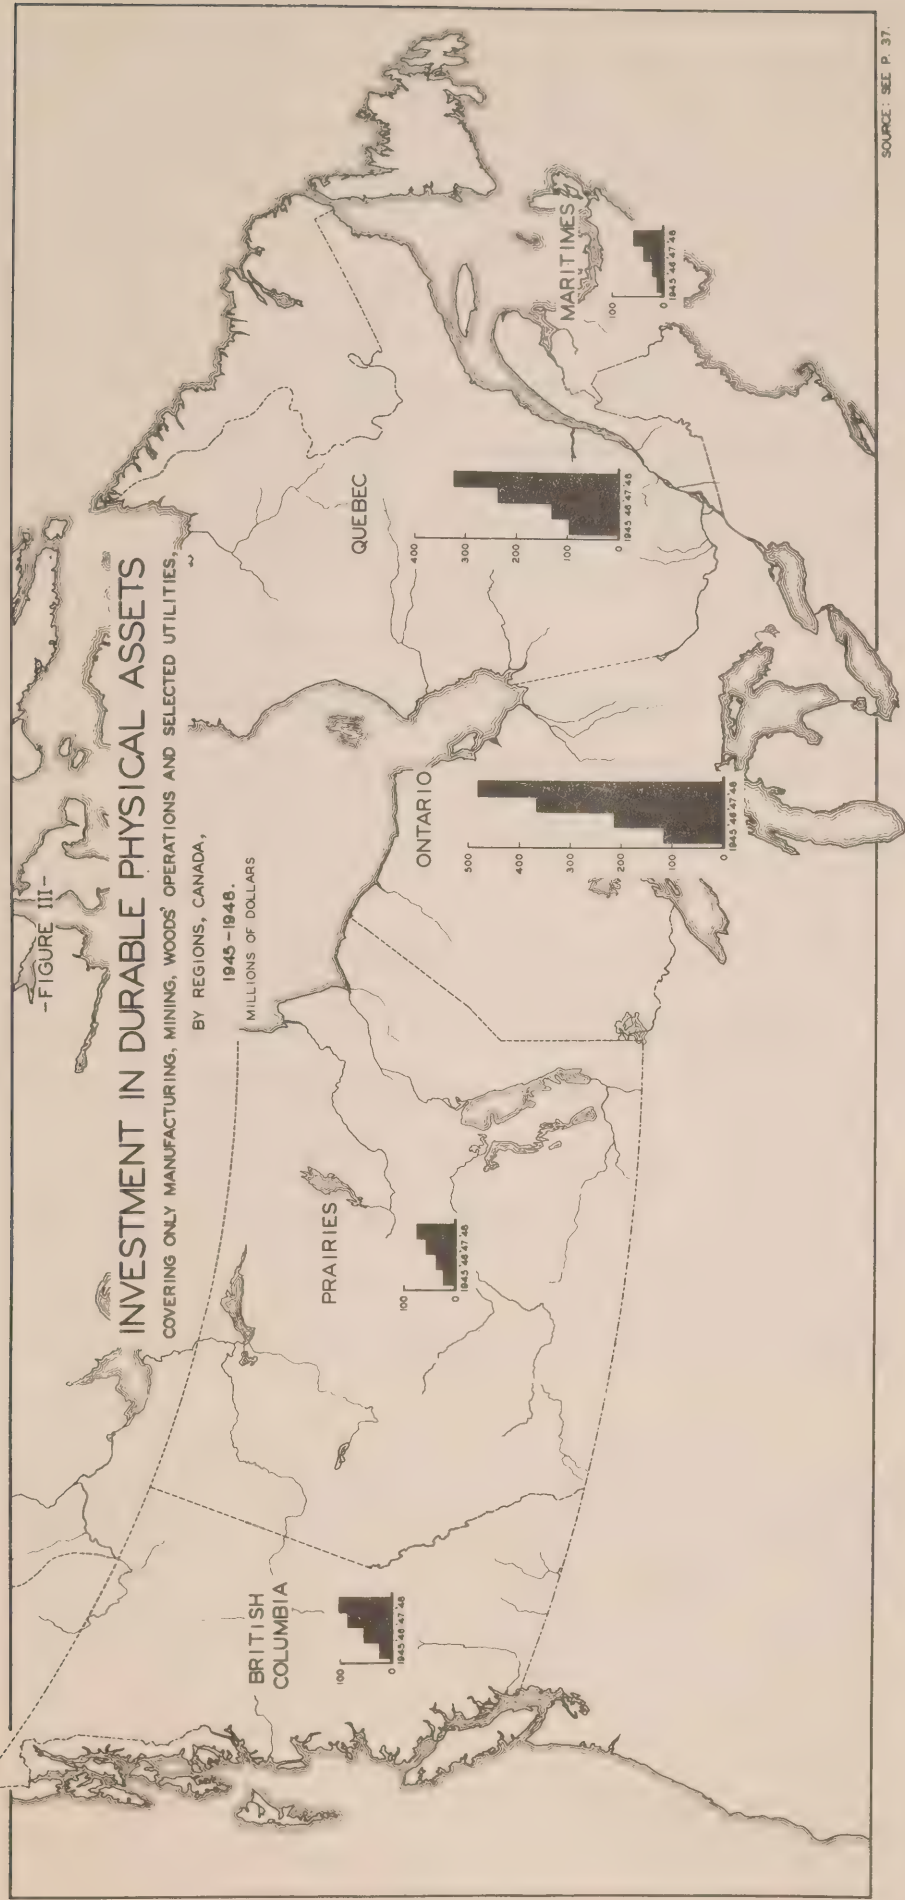 -FIGURE III-
INVESTMENT IN DURABLE PHYSICAL ASSETS
COVERING ONLY MANUFACTURING, MINING, WOODS' OPERATIONS AND SELECTED UTILITIES,
BY REGIONS, CANADA,
1945-1948.
MILLIONS OF DOLLARS
BRITISH
COLUMBIA
100
0
1945 '46 '47 '48
PRAIRIES
100
0
1945 '46 '47 '48
ONTARIO
500
400
300
200
100
0
1945 '46 '47 '48
QUEBEC
400
300
200
100
0
1945 '46 '47 '48
MARITIMES
100
0
1945 '46 '47 '48
SOURCE: SEE P. 37.